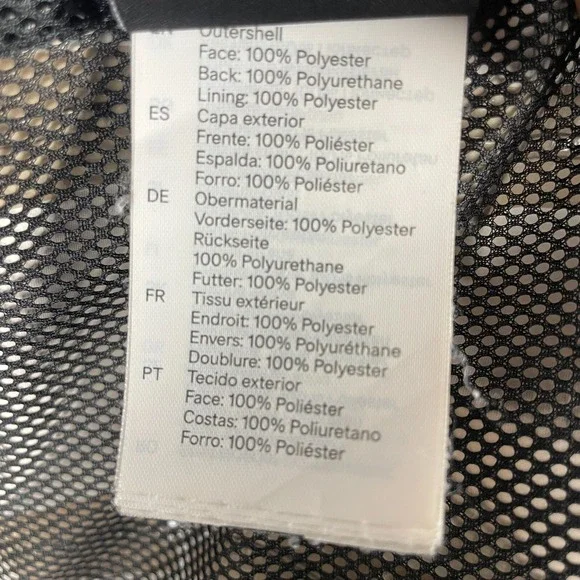 Outershell
Face: 100% Polyester
Back: 100% Polyurethane
Lining: 100% Polyester
ES Capa exterior
Frente: 100% Poliéster
Espalda: 100% Poliuretano
Forro: 100% Poliéster
DE Obermaterial
Vorderseite: 100% Polyester
Rückseite
100% Polyurethane
Futter: 100% Polyester
FR Tissu extérieur
Endroit: 100% Polyester
Envers: 100% Polyuréthane
Doublure: 100% Polyester
PT Tecido exterior
Face: 100% Poliéster
Costas: 100% Poliuretano
Forro: 100% Poliéster